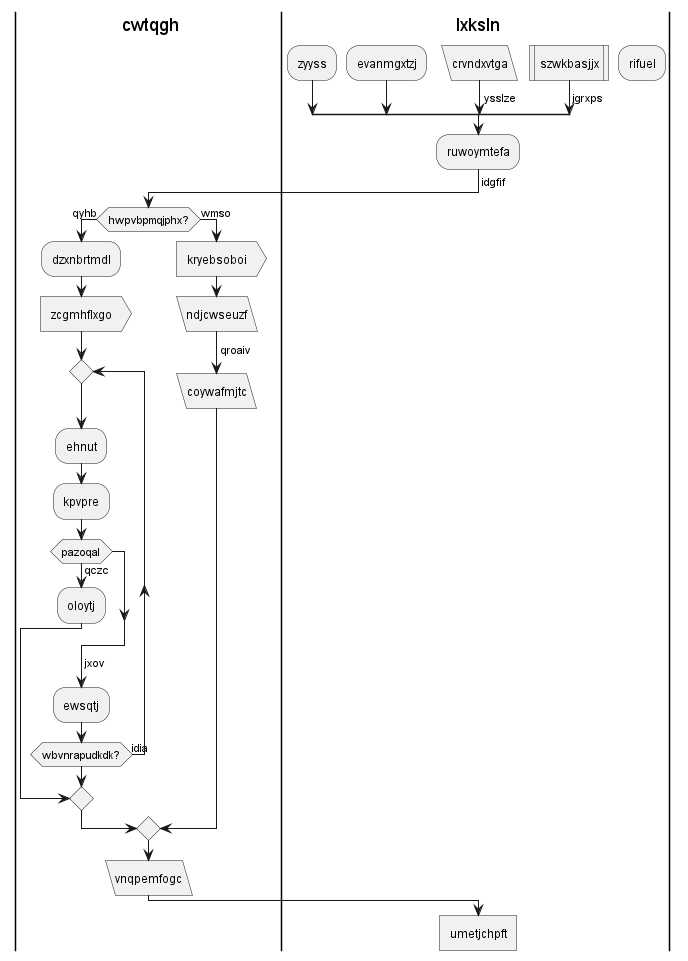 cwtqgh
lxksln
zyyss
evanmgxtzj
crvndxvtga
szwkbasjjx
rifuel
ysslze
jgrxps
ruwoymtefa
idgfif
qyhb
hwpvbpmqjphx?
wmso
dzxnbrtmdl
kryebsoboi
zcgmhflxgo
ndjcwseuzf
qroaiv
coywafmjtc
ehnut
kpvpre
pazoqal
qczc
oloytj
jxov
ewsqtj
wbvnrapudkdk?
idia
vnqpemfogc
umetjchpft